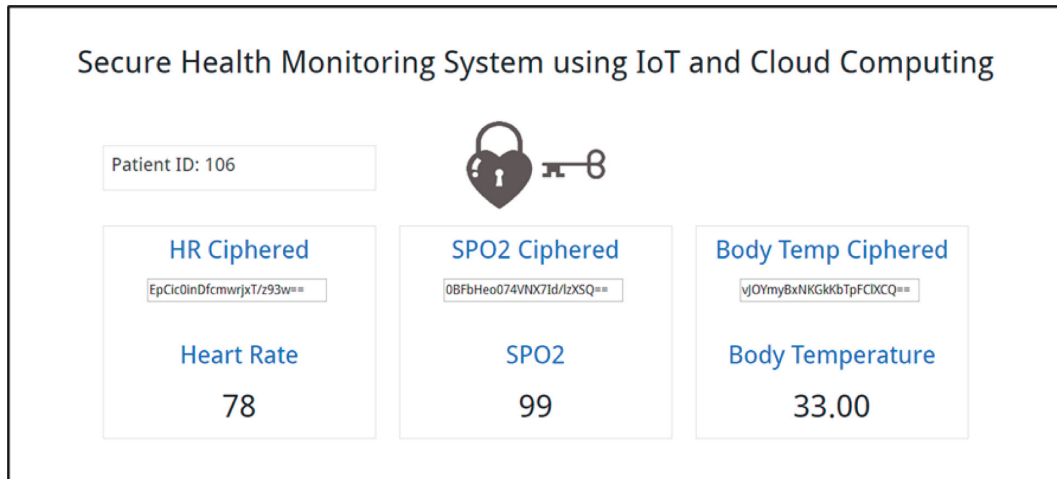 Secure Health Monitoring System using IoT and Cloud Computing
Patient ID: 106
HR Ciphered
EpCic0inDfcmwrjxT/z93w==
Heart Rate
78
SPO2 Ciphered
0BFbHeo074VNX7Id/lzXSQ==
SPO2
99
Body Temp Ciphered
vJOYmyBxNKGkKbTpFClXCQ==
Body Temperature
33.00